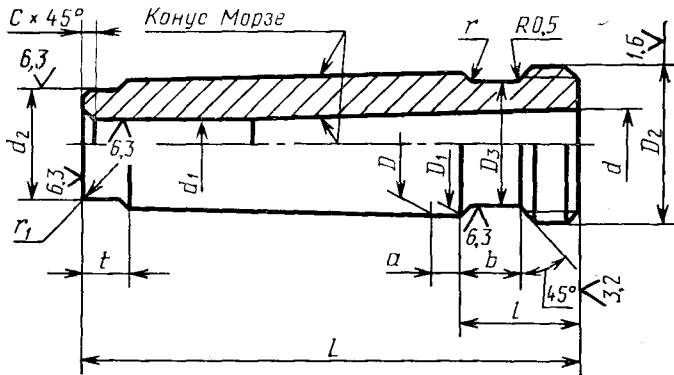 C × 45°
Конус Морзе
r
R0,5
1,6
6,3
d₂
6,3
6,3
d₁
D
D₁
D₃
d
D₂
r₁
t
a
6,3
b
45°
3,2
l
L